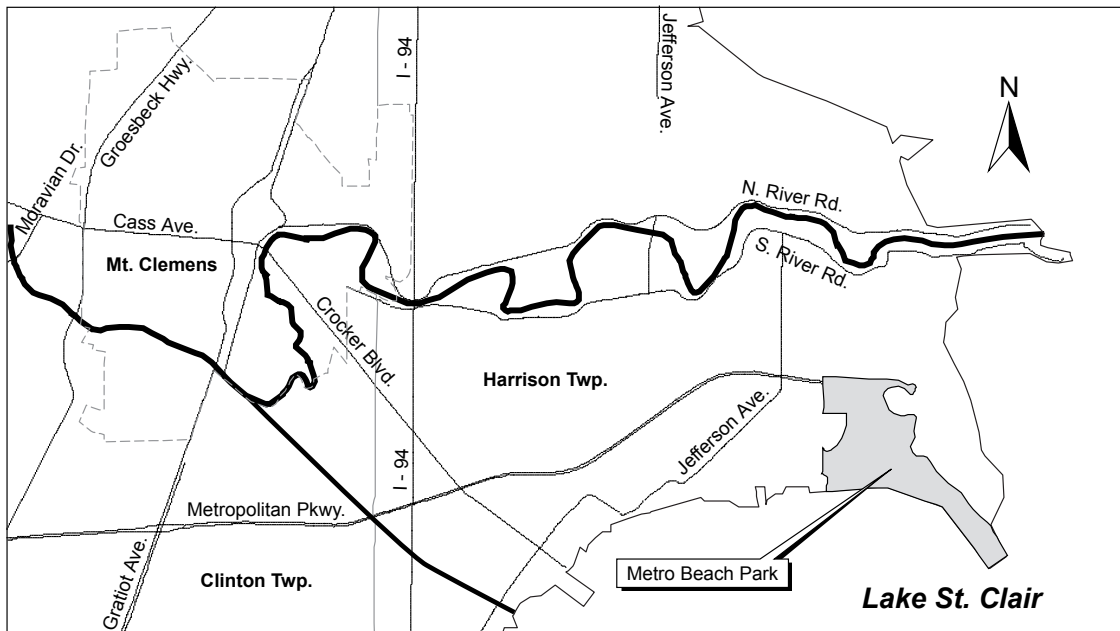 I - 94
Jefferson Ave.
Groesbeck Hwy.
N
Moravian Dr.
N. River Rd.
Cass Ave.
S. River Rd.
Mt. Clemens
Crocker Blvd.
Harrison Twp.
Jefferson Ave.
I - 94
Metropolitan Pkwy.
Gratiot Ave.
Clinton Twp.
Metro Beach Park
Lake St. Clair